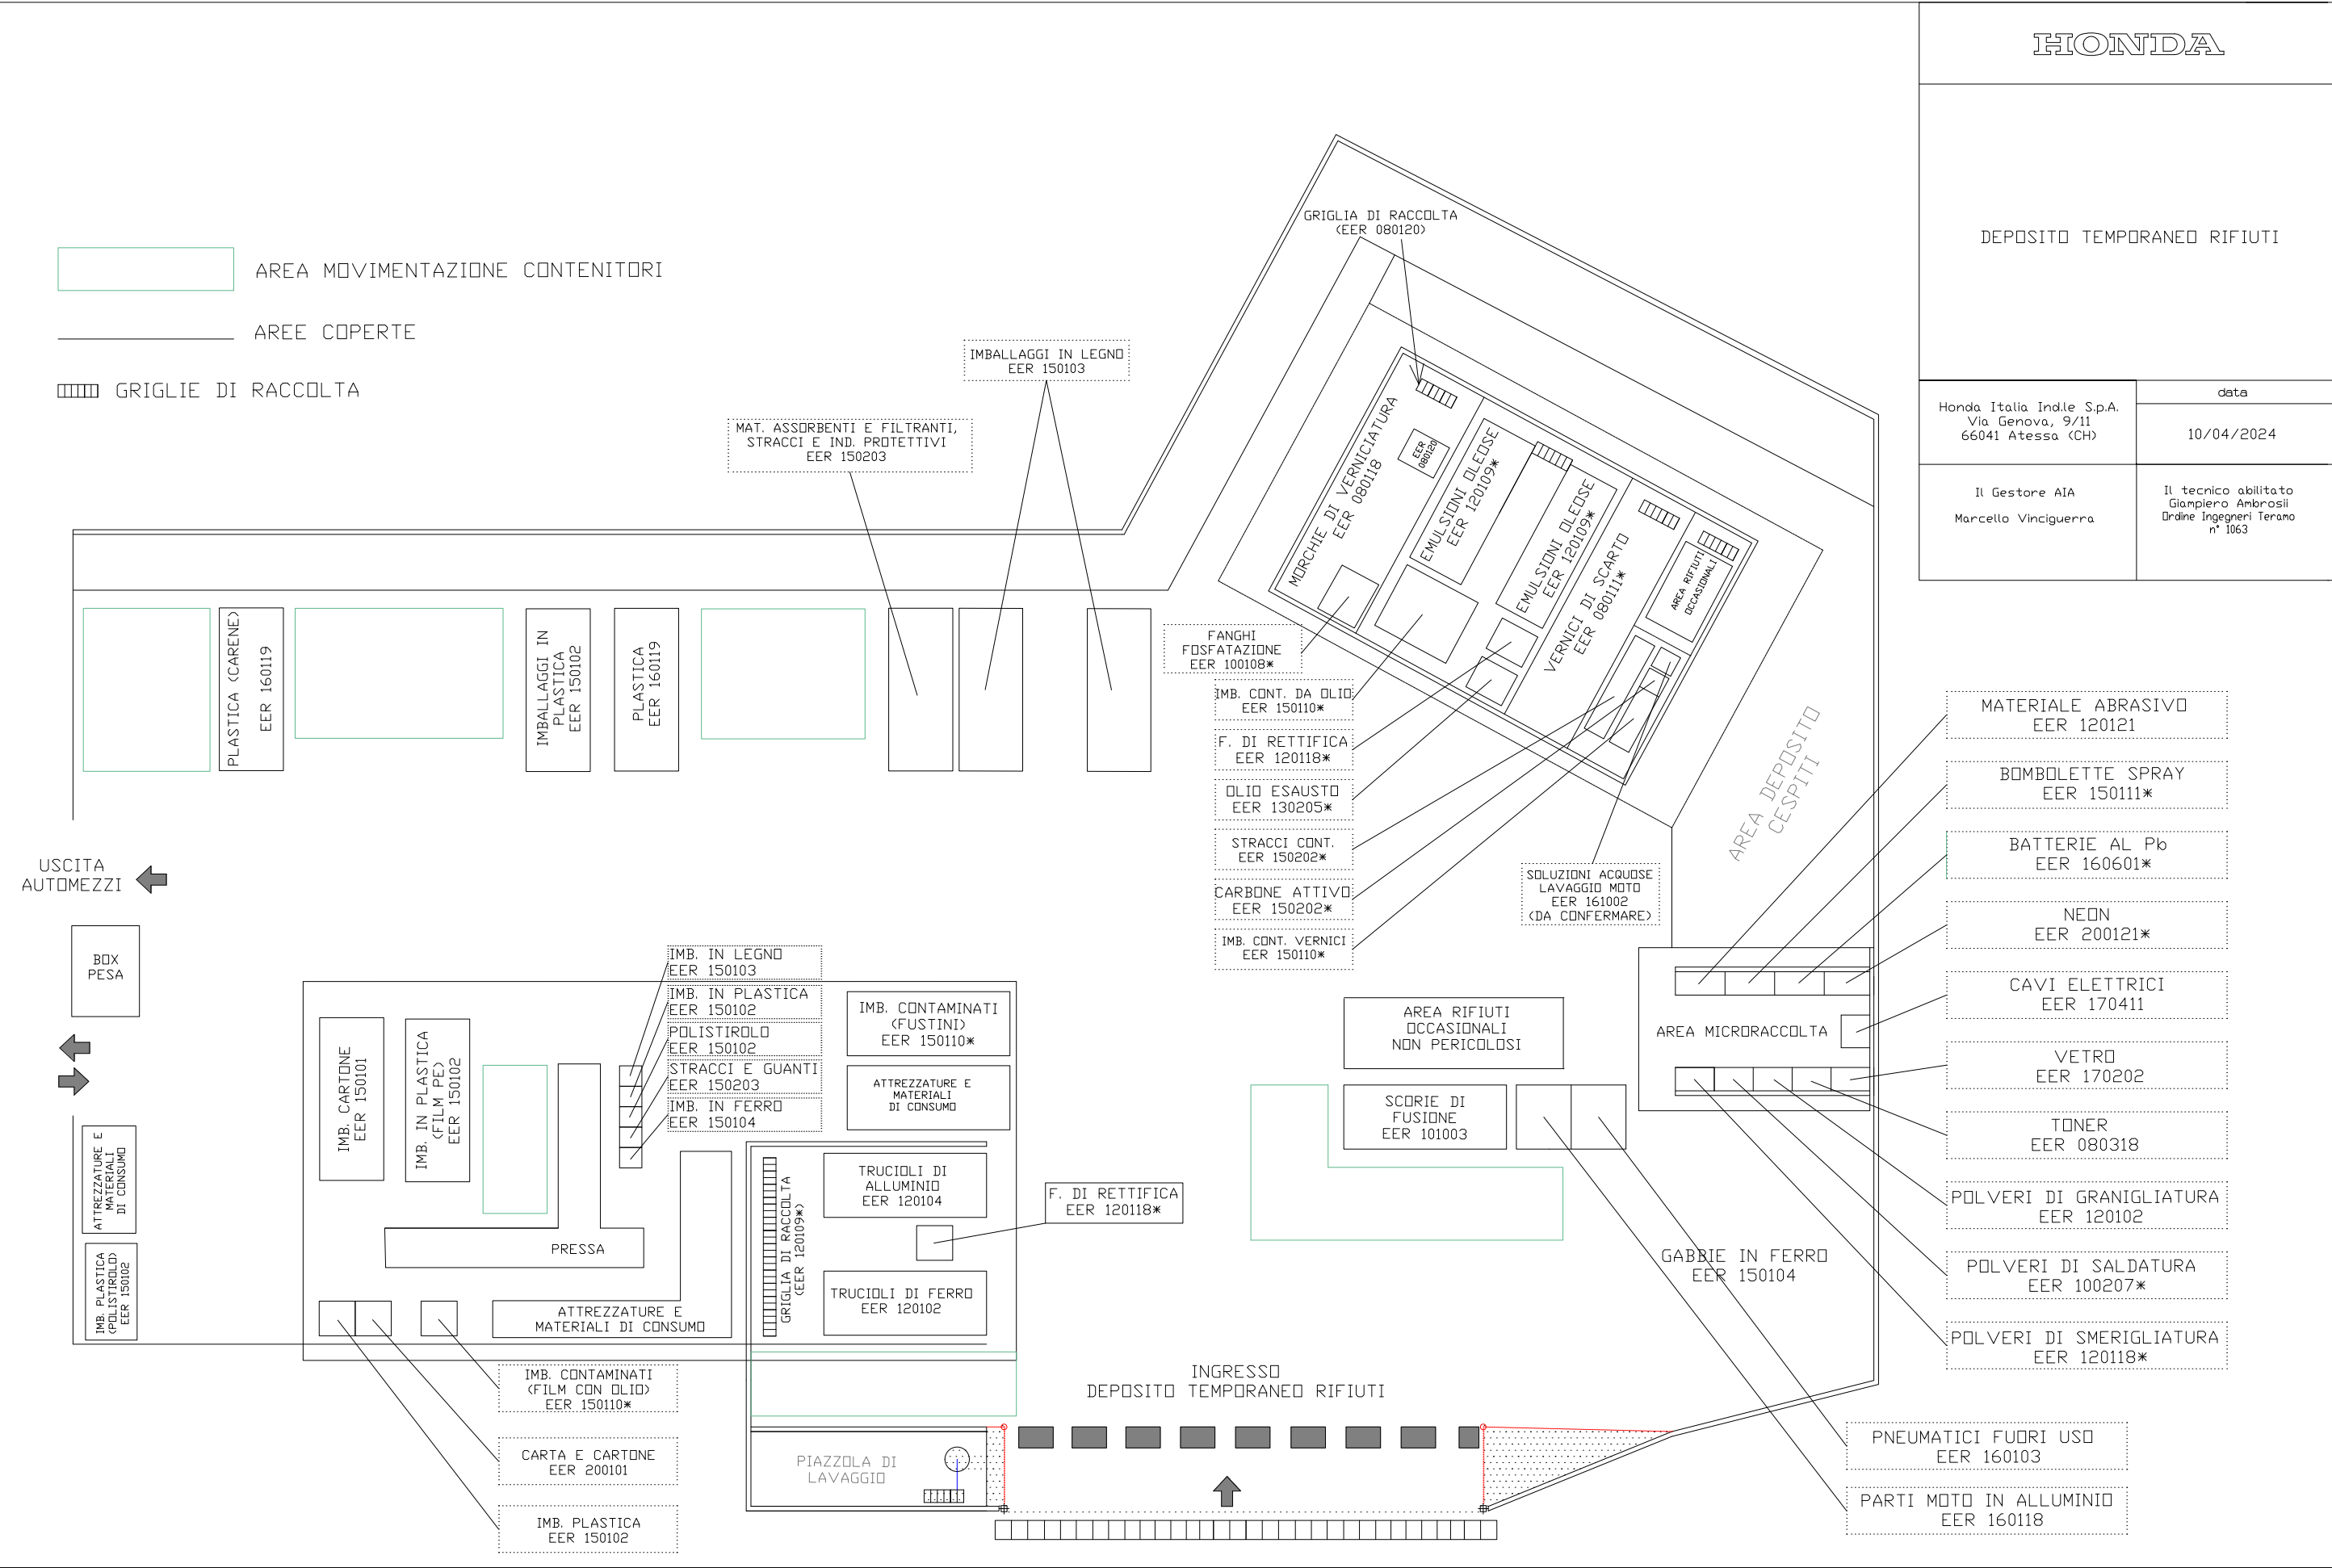 HONDA
DEPOSITO TEMPORANEO RIFIUTI
Honda Italia Ind.le S.p.A.
Via Genova, 9/11
66041 Atessa (CH)
data
10/04/2024
Il Gestore AIA
Marcello Vinciguerra
Il tecnico abilitato
Giampiero Ambrosii
Ordine Ingegneri Teramo
n° 1063
AREA MOVIMENTAZIONE CONTENITORI
AREE COPERTE
GRIGLIE DI RACCOLTA
GRIGLIA DI RACCOLTA
(EER 080120)
IMBALLAGGI IN LEGNO
EER 150103
MAT. ASSORBENTI E FILTRANTI,
STRACCI E IND. PROTETTIVI
EER 150203
MORCHIE DI VERNICIATURA
EER 080118
EER
080120
EMULSIONI OLEOSE
EER 120109*
EMULSIONI OLEOSE
EER 120109*
VERNICI DI SCARTO
EER 080111*
AREA RIFIUTI
OCCASIONALI
PLASTICA (CARENE)
EER 160119
IMBALLAGGI IN
PLASTICA
EER 150102
PLASTICA
EER 160119
FANGHI
FOSFATAZIONE
EER 100108*
IMB. CONT. DA OLIO
EER 150110*
F. DI RETTIFICA
EER 120118*
OLIO ESAUSTO
EER 130205*
STRACCI CONT.
EER 150202*
CARBONE ATTIVO
EER 150202*
IMB. CONT. VERNICI
EER 150110*
SOLUZIONI ACQUOSE
LAVAGGIO MOTO
EER 161002
(DA CONFERMARE)
AREA DEPOSITO
CESPITI
MATERIALE ABRASIVO
EER 120121
BOMBOLETTE SPRAY
EER 150111*
BATTERIE AL Pb
EER 160601*
NEON
EER 200121*
CAVI ELETTRICI
EER 170411
VETRO
EER 170202
TONER
EER 080318
POLVERI DI GRANIGLIATURA
EER 120102
POLVERI DI SALDATURA
EER 100207*
POLVERI DI SMERIGLIATURA
EER 120118*
PNEUMATICI FUORI USO
EER 160103
PARTI MOTO IN ALLUMINIO
EER 160118
AREA MICRORACCOLTA
AREA RIFIUTI
OCCASIONALI
NON PERICOLOSI
SCORIE DI
FUSIONE
EER 101003
GABBIE IN FERRO
EER 150104
USCITA
AUTOMEZZI
BOX
PESA
ATTREZZATURE E
MATERIALI
DI CONSUMO
IMB. PLASTICA
(POLISTIROLO)
EER 150102
IMB. CARTONE
EER 150101
IMB. IN PLASTICA
(FILM PE)
EER 150102
IMB. IN LEGNO
EER 150103
IMB. IN PLASTICA
EER 150102
POLISTIROLO
EER 150102
STRACCI E GUANTI
EER 150203
IMB. IN FERRO
EER 150104
IMB. CONTAMINATI
(FUSTINI)
EER 150110*
ATTREZZATURE E
MATERIALI
DI CONSUMO
PRESSA
ATTREZZATURE E
MATERIALI DI CONSUMO
GRIGLIA DI RACCOLTA
(EER 120109*)
TRUCIOLI DI
ALLUMINIO
EER 120104
F. DI RETTIFICA
EER 120118*
TRUCIOLI DI FERRO
EER 120102
IMB. CONTAMINATI
(FILM CON OLIO)
EER 150110*
CARTA E CARTONE
EER 200101
IMB. PLASTICA
EER 150102
PIAZZOLA DI
LAVAGGIO
INGRESSO
DEPOSITO TEMPORANEO RIFIUTI